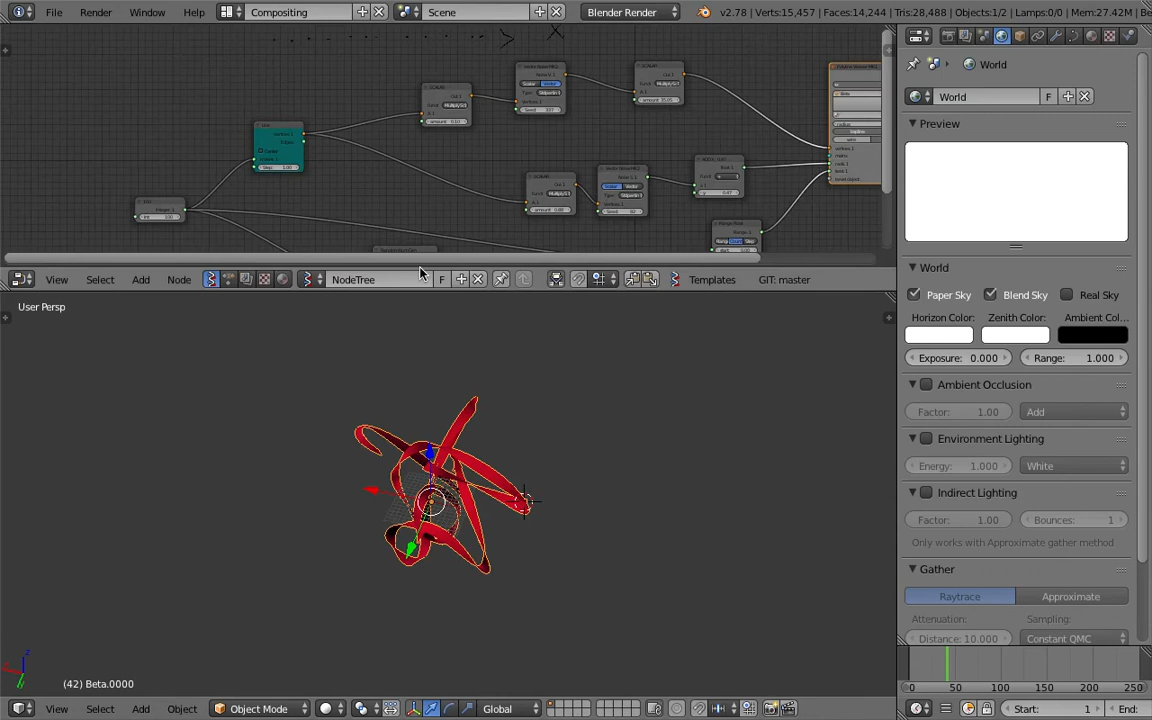 File Render Window Help Compositing Scene Blender Render v2.78 | Verts:15,457 | Faces:14,244 | Tris:28,488 | Objects:1/2 | Lamps:0/0 | Mem:27.42M | Be
View Select Add Node NodeTree F Templates GIT: master
User Persp
(42) Beta.0000
View Select Add Object Object Mode Global
World
World F
Preview
World
Paper Sky Blend Sky Real Sky
Horizon Color: Zenith Color: Ambient Col...
Exposure: 0.000 Range: 1.000
Ambient Occlusion
Factor: 1.00 Add
Environment Lighting
Energy: 1.000 White
Indirect Lighting
Factor: 1.00 Bounces: 1
Only works with Approximate gather method
Gather
Raytrace Approximate
Attenuation: Sampling:
Distance: 10.000 Constant QMC
0 50 100 150 200 250
Start: 1 End: